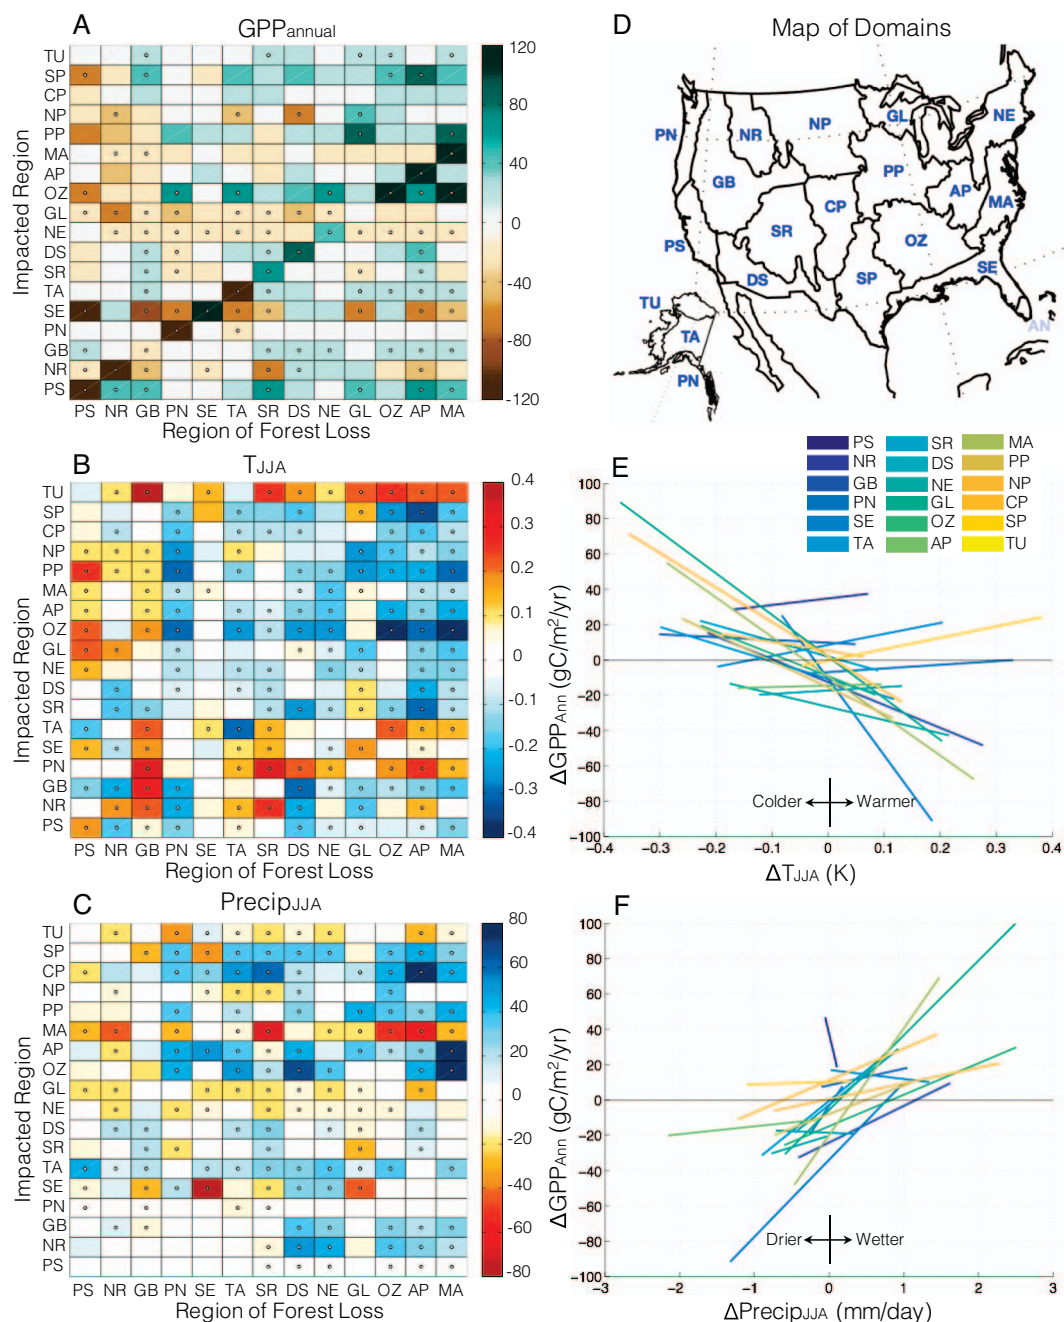 A
GPPannual
Impacted Region
TU
SP
CP
NP
PP
MA
AP
OZ
GL
NE
DS
SR
TA
SE
PN
GB
NR
PS
PS NR GB PN SE TA SR DS NE GL OZ AP MA
Region of Forest Loss
120
80
40
0
-40
-80
-120
D
Map of Domains
PN
NR
NP
GL
NE
GB
PP
AP
MA
CP
SR
OZ
PS
DS
SP
SE
TU
TA
AN
PN
B
TJJA
Impacted Region
TU
SP
CP
NP
PP
MA
AP
OZ
GL
NE
DS
SR
TA
SE
PN
GB
NR
PS
PS NR GB PN SE TA SR DS NE GL OZ AP MA
Region of Forest Loss
0.4
0.3
0.2
0.1
0
-0.1
-0.2
-0.3
-0.4
PS SR MA
NR DS PP
GB NE NP
PN GL CP
SE OZ SP
TA AP TU
E
ΔGPPAnn (gC/m²/yr)
100
80
60
40
20
0
−20
−40
−60
−80
−100
Colder Warmer
−0.4 −0.3 −0.2 −0.1 0 0.1 0.2 0.3 0.4
ΔTJJA (K)
C
PrecipJJA
Impacted Region
TU
SP
CP
NP
PP
MA
AP
OZ
GL
NE
DS
SR
TA
SE
PN
GB
NR
PS
PS NR GB PN SE TA SR DS NE GL OZ AP MA
Region of Forest Loss
80
60
40
20
0
-20
-40
-60
-80
F
ΔGPPAnn (gC/m²/yr)
100
80
60
40
20
0
−20
−40
−60
−80
−100
Drier Wetter
−3 −2 −1 0 1 2 3
ΔPrecipJJA (mm/day)